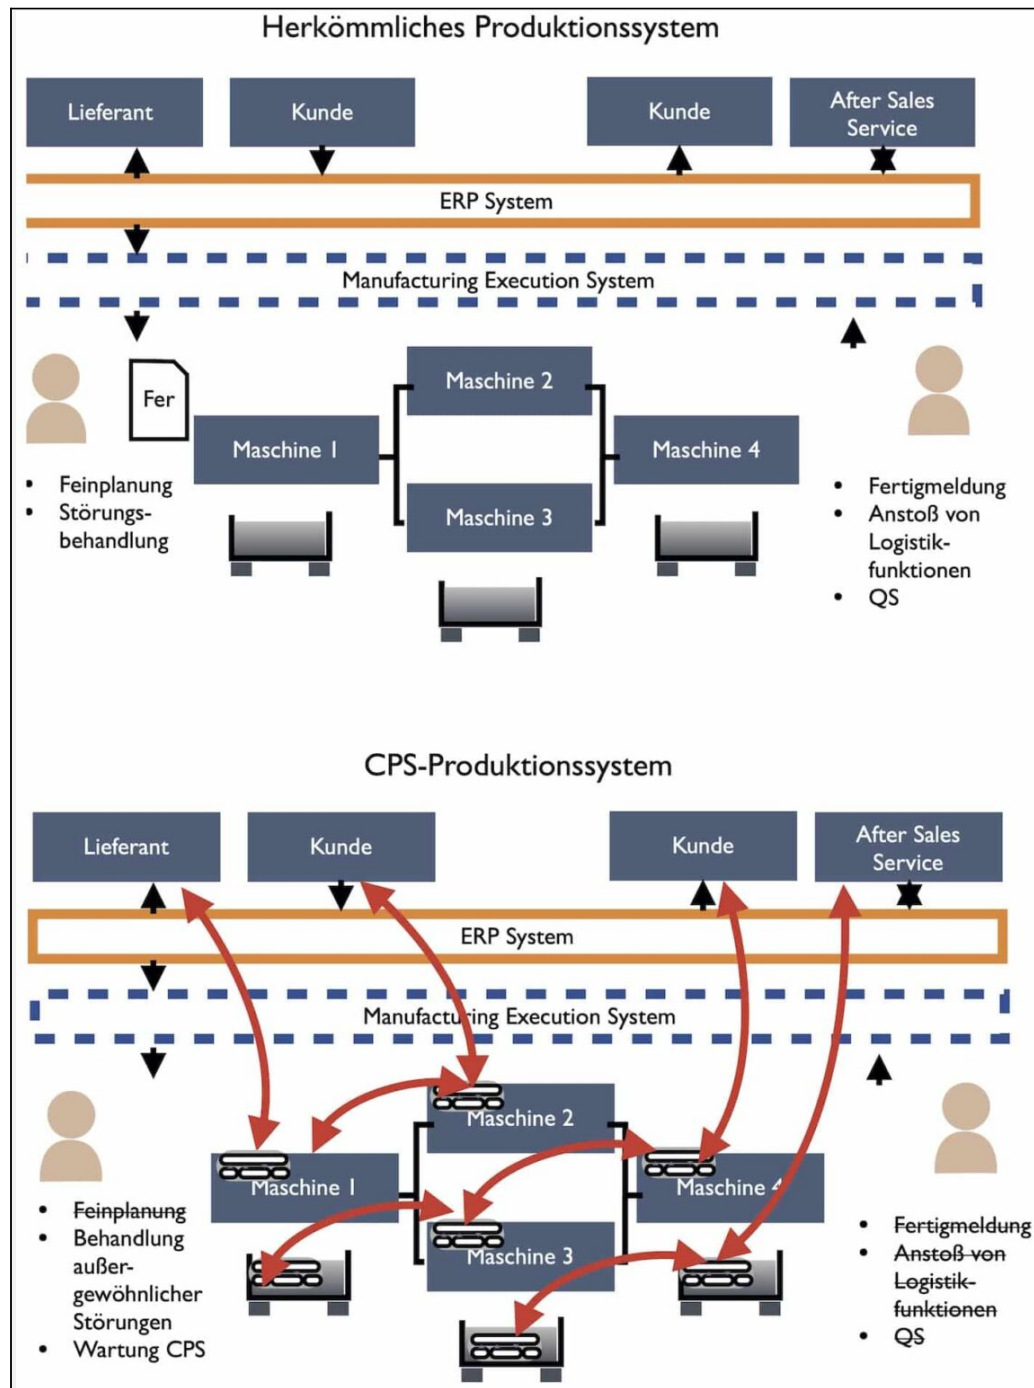 Herkömmliches Produktionssystem
Lieferant
Kunde
Kunde
After Sales
Service
ERP System
Manufacturing Execution System
Fer
Maschine 1
Maschine 2
Maschine 3
Maschine 4
• Feinplanung
• Störungs-
behandlung
• Fertigmeldung
• Anstoß von
Logistik-
funktionen
• QS
CPS-Produktionssystem
Lieferant
Kunde
Kunde
After Sales
Service
ERP System
Manufacturing Execution System
Maschine 1
Maschine 2
Maschine 3
Maschine 4
• Feinplanung
• Behandlung
außer-
gewöhnlicher
Störungen
• Wartung CPS
• Fertigmeldung
• Anstoß von
Logistik-
funktionen
• QS